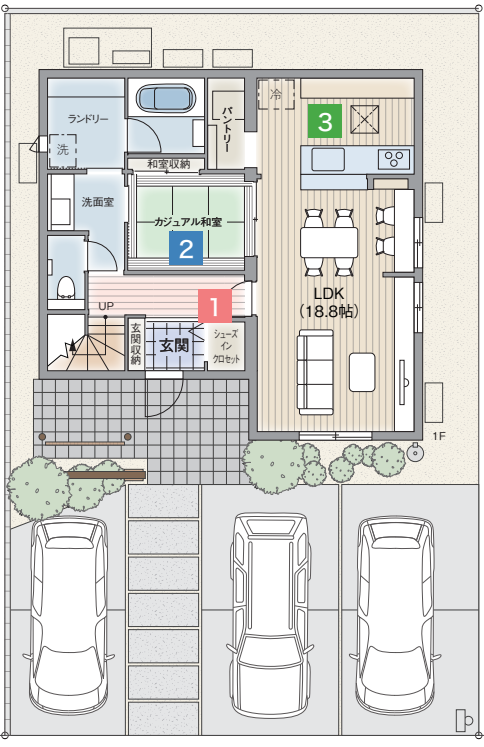 ランドリー
洗
パントリー
冷
3
和室収納
洗面室
カジュアル和室
2
LDK
(18.8帖)
1
UP
玄関収納
玄関
シューズ
イン
クロゼット
1F